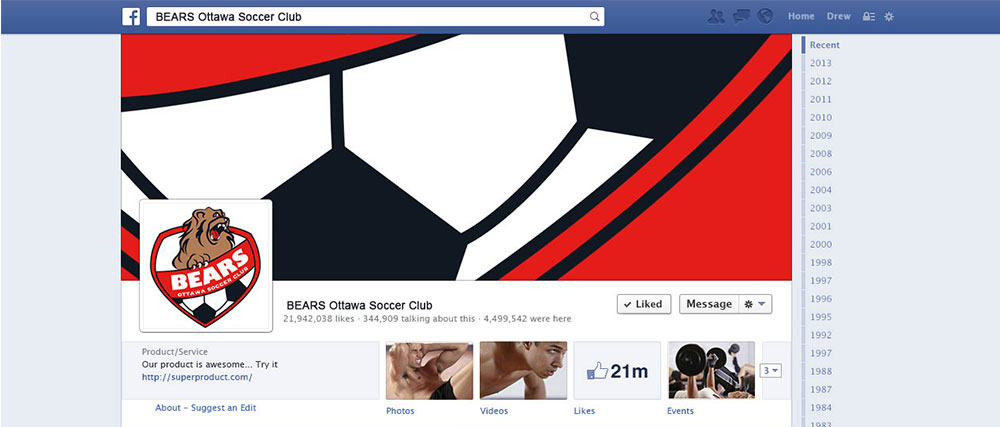 BEARS Ottawa Soccer Club
Home Drew
BEARS
OTTAWA SOCCER CLUB
BEARS Ottawa Soccer Club
21,942,038 likes · 344,909 talking about this · 4,499,542 were here
Liked
Message
Product/Service
Our product is awesome... Try it
http://superproduct.com/
About – Suggest an Edit
21m
3
Photos
Videos
Likes
Events
Recent
2013
2012
2011
2010
2009
2008
2006
2004
2003
2001
2000
1998
1997
1996
1995
1992
1997
1988
1987
1984
1983